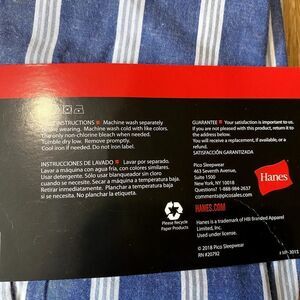 INSTRUCTIONS ■ Machine wash separately
wearing. Machine wash cold with like colors.
only non-chlorine bleach when needed.
Tumble dry low. Remove promptly.
Cool iron if needed. Do not iron label.
INSTRUCCIONES DE LAVADO ■ Lavar por separado.
Lavar a máquina con agua fría, con colores similares.
Usar detergente. Sólo usar blanqueador sin cloro
cuando es necesario. Secar a máquina a temperatura baja.
Retirar inmediatamente. Planchar a temperatura baja
si es necesario. No planchar la etiqueta.
Please Recycle
Paper Products
GUARANTEE ■ Your satisfaction is important to us.
If you are not pleased with this product, return it to
the address below.
You will receive a replacement, if available, or a
refund.
SATISFACCIÓN GARANTIZADA
Pico Sleepwear
463 Seventh Avenue,
Suite 1500
New York, NY 10018
Questions? 1-888-984-2637
comments@picosales.com
HANES.COM
Hanes is a trademark of HBI Branded Apparel
Limited, Inc.
Used under license.
© 2018 Pico Sleepwear
RN #20792
Hanes